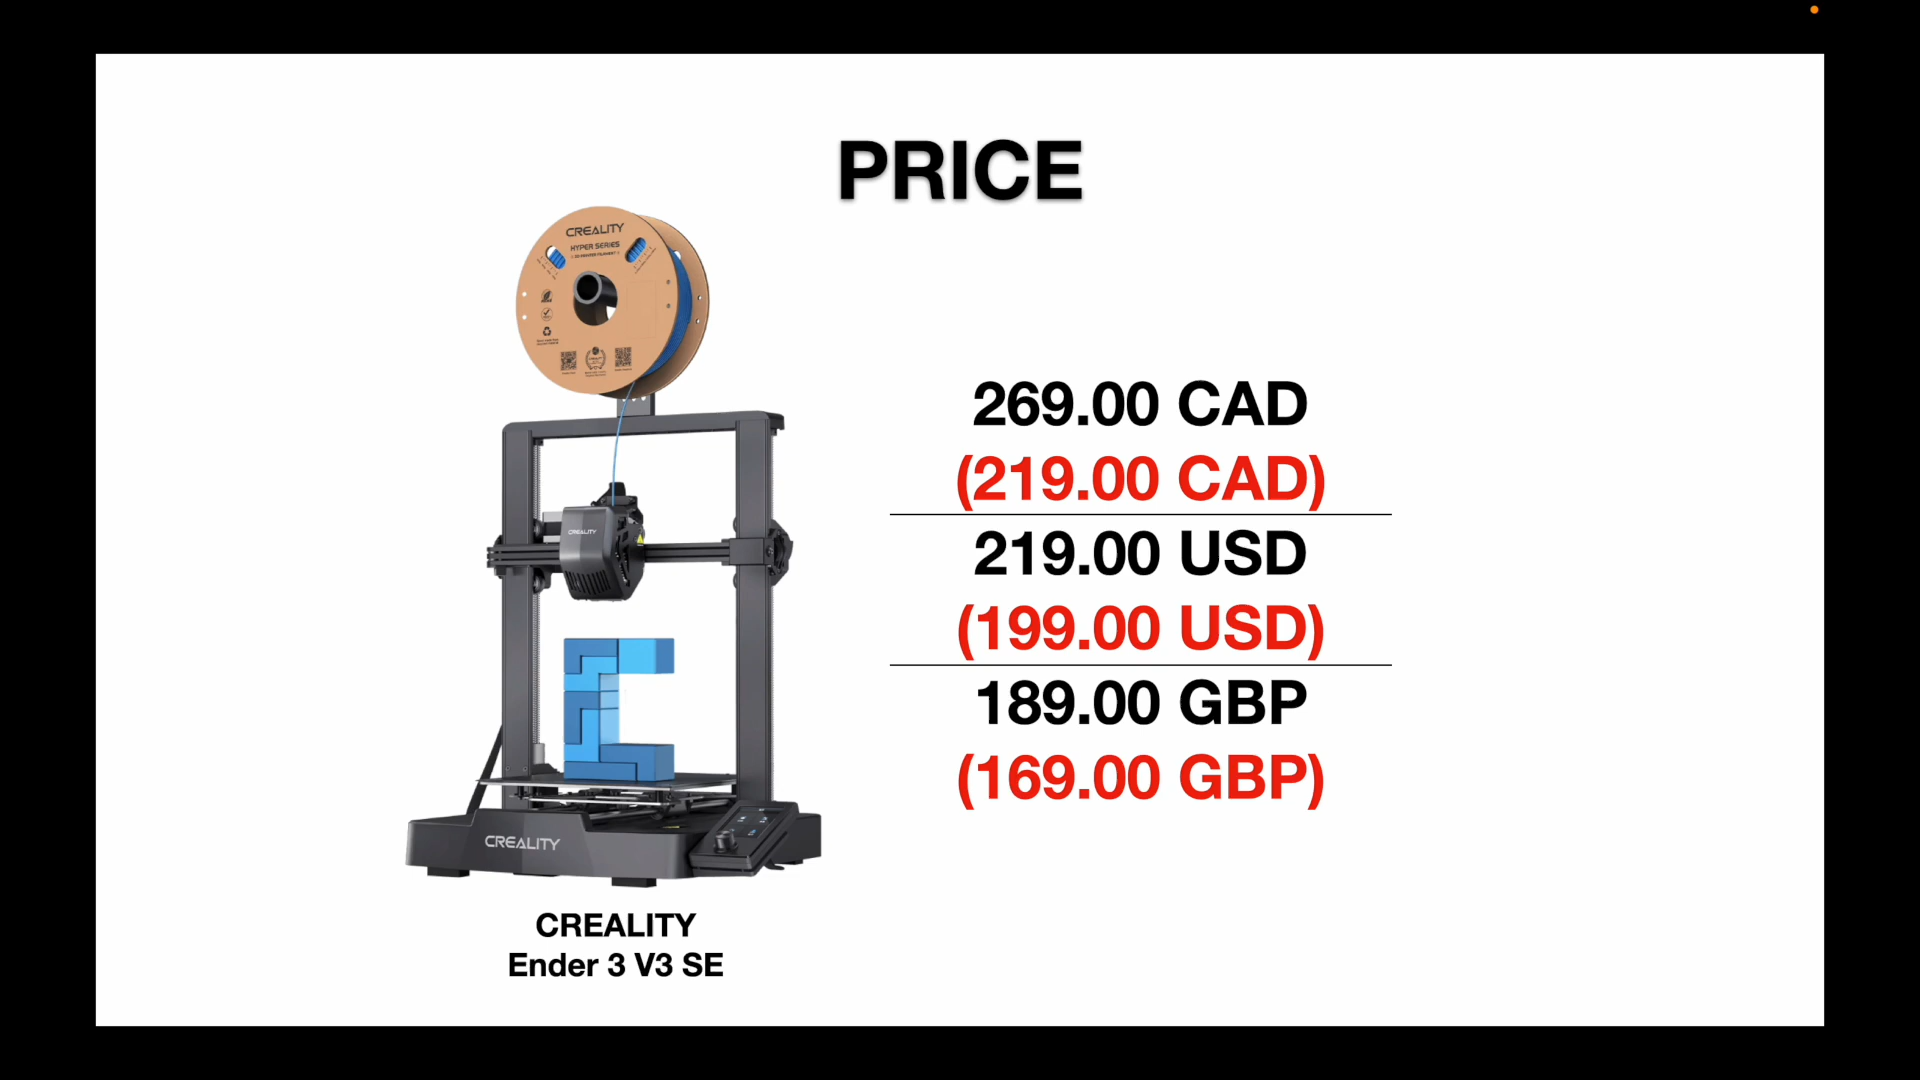 PRICE
CREALITY
HYPER SERIES
269.00 CAD
(219.00 CAD)
219.00 USD
(199.00 USD)
189.00 GBP
(169.00 GBP)
CREALITY
CREALITY
CREALITY
Ender 3 V3 SE